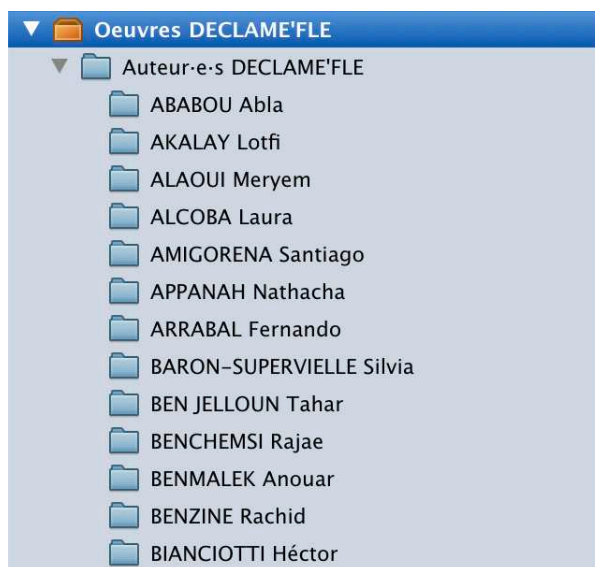 Oeuvres DECLAME'FLE
Auteur·e·s DECLAME'FLE
ABABOU Abla
AKALAY Lotfi
ALAOUI Meryem
ALCOBA Laura
AMIGORENA Santiago
APPANAH Nathacha
ARRABAL Fernando
BARON-SUPERVIELLE Silvia
BEN JELLOUN Tahar
BENCHEMSI Rajae
BENMALEK Anouar
BENZINE Rachid
BIANCIOTTI Héctor